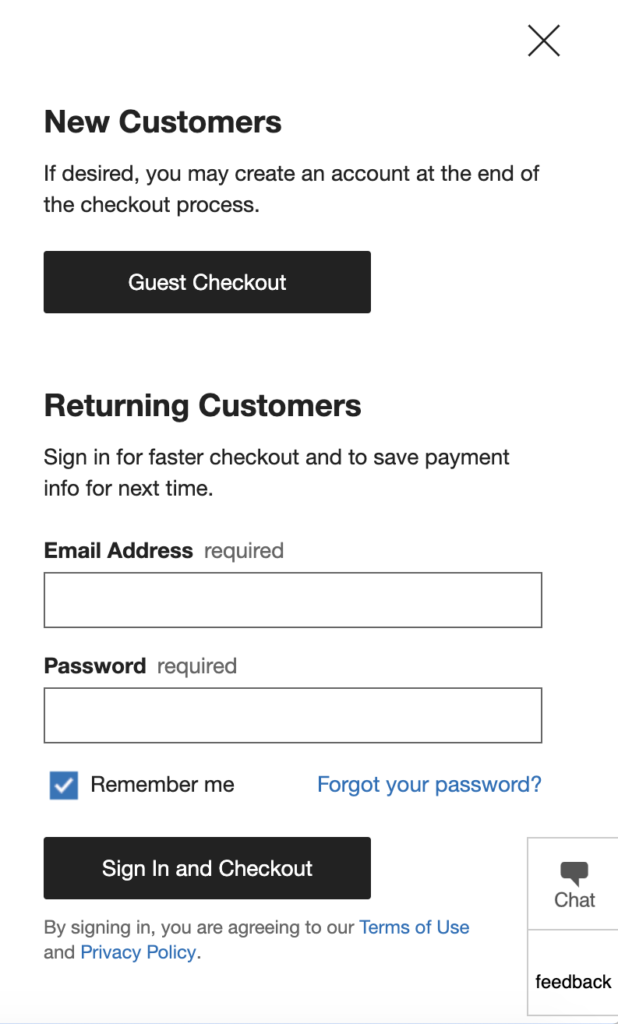 New Customers
If desired, you may create an account at the end of
the checkout process.
Guest Checkout
Returning Customers
Sign in for faster checkout and to save payment
info for next time.
Email Address required
Password required
Remember me Forgot your password?
Sign In and Checkout
By signing in, you are agreeing to our Terms of Use
and Privacy Policy.
Chat
feedback